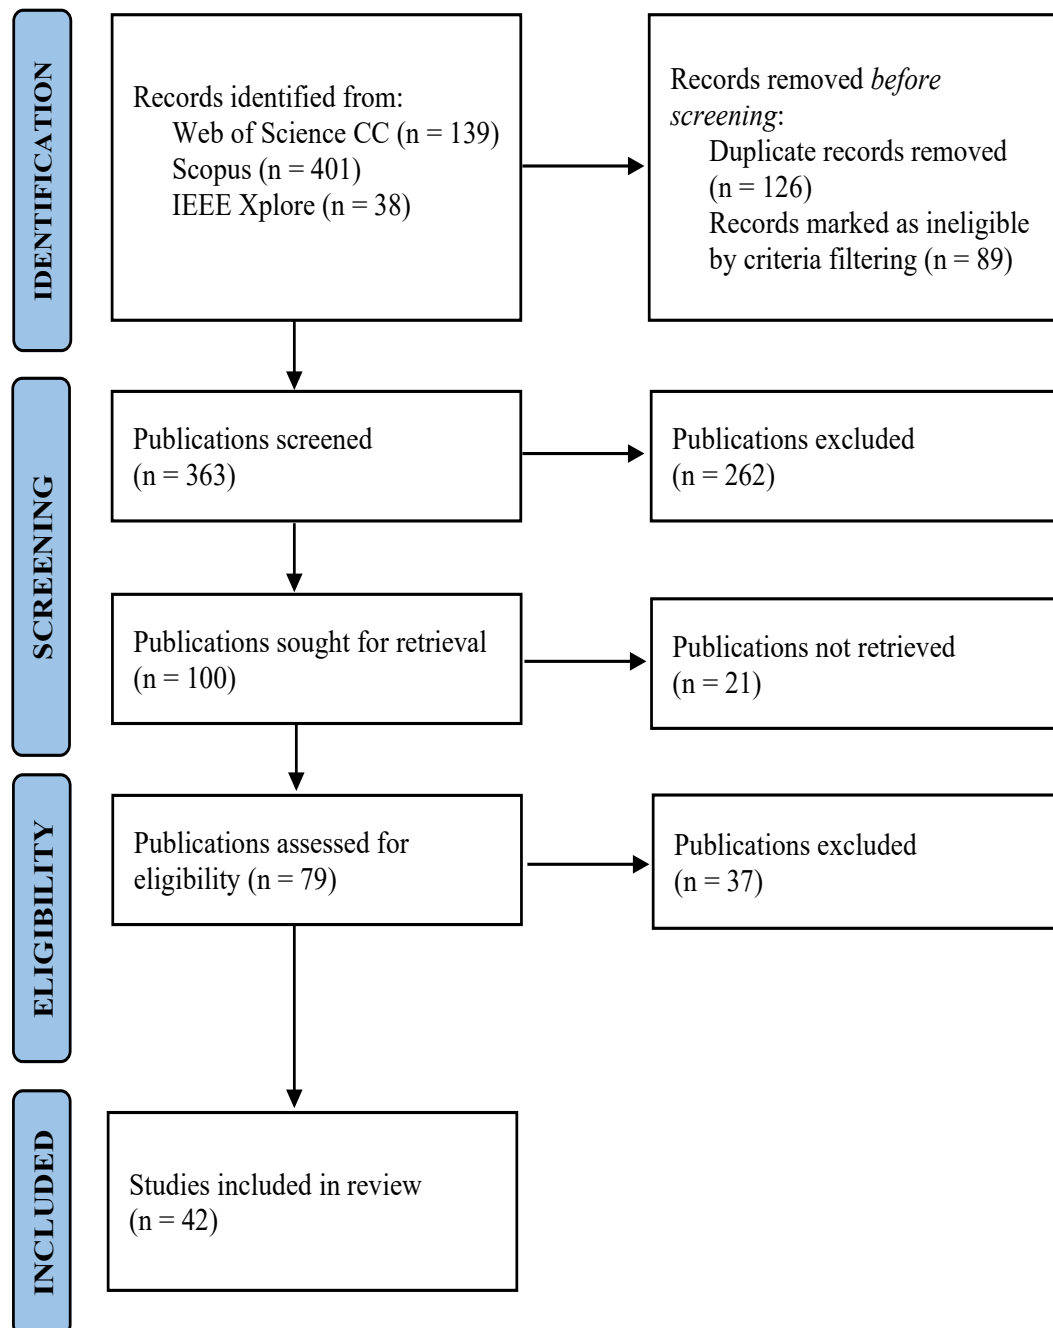 IDENTIFICATION
Records identified from:
Web of Science CC (n = 139)
Scopus (n = 401)
IEEE Xplore (n = 38)
Records removed before
screening:
Duplicate records removed
(n = 126)
Records marked as ineligible
by criteria filtering (n = 89)
SCREENING
Publications screened
(n = 363)
Publications excluded
(n = 262)
Publications sought for retrieval
(n = 100)
Publications not retrieved
(n = 21)
ELIGIBILITY
Publications assessed for
eligibility (n = 79)
Publications excluded
(n = 37)
INCLUDED
Studies included in review
(n = 42)